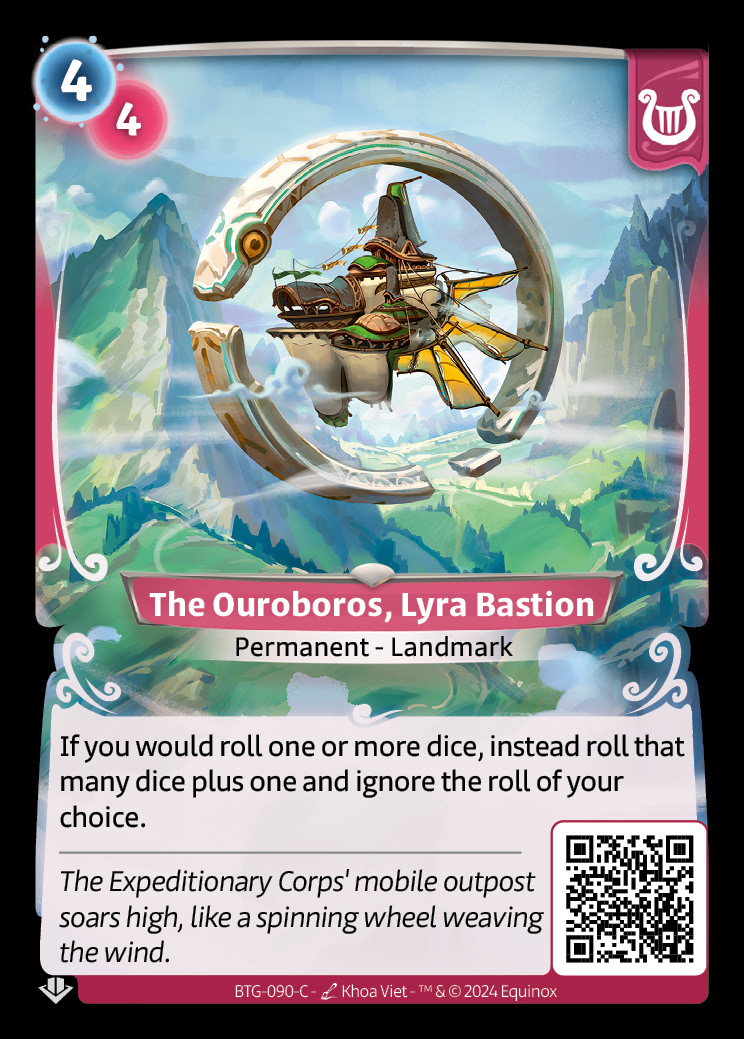 4
4
The Ouroboros, Lyra Bastion
Permanent - Landmark
If you would roll one or more dice, instead roll that
many dice plus one and ignore the roll of your
choice.
The Expeditionary Corps' mobile outpost
soars high, like a spinning wheel weaving
the wind.
BTG-090-C - Khoa Viet - ™ & © 2024 Equinox